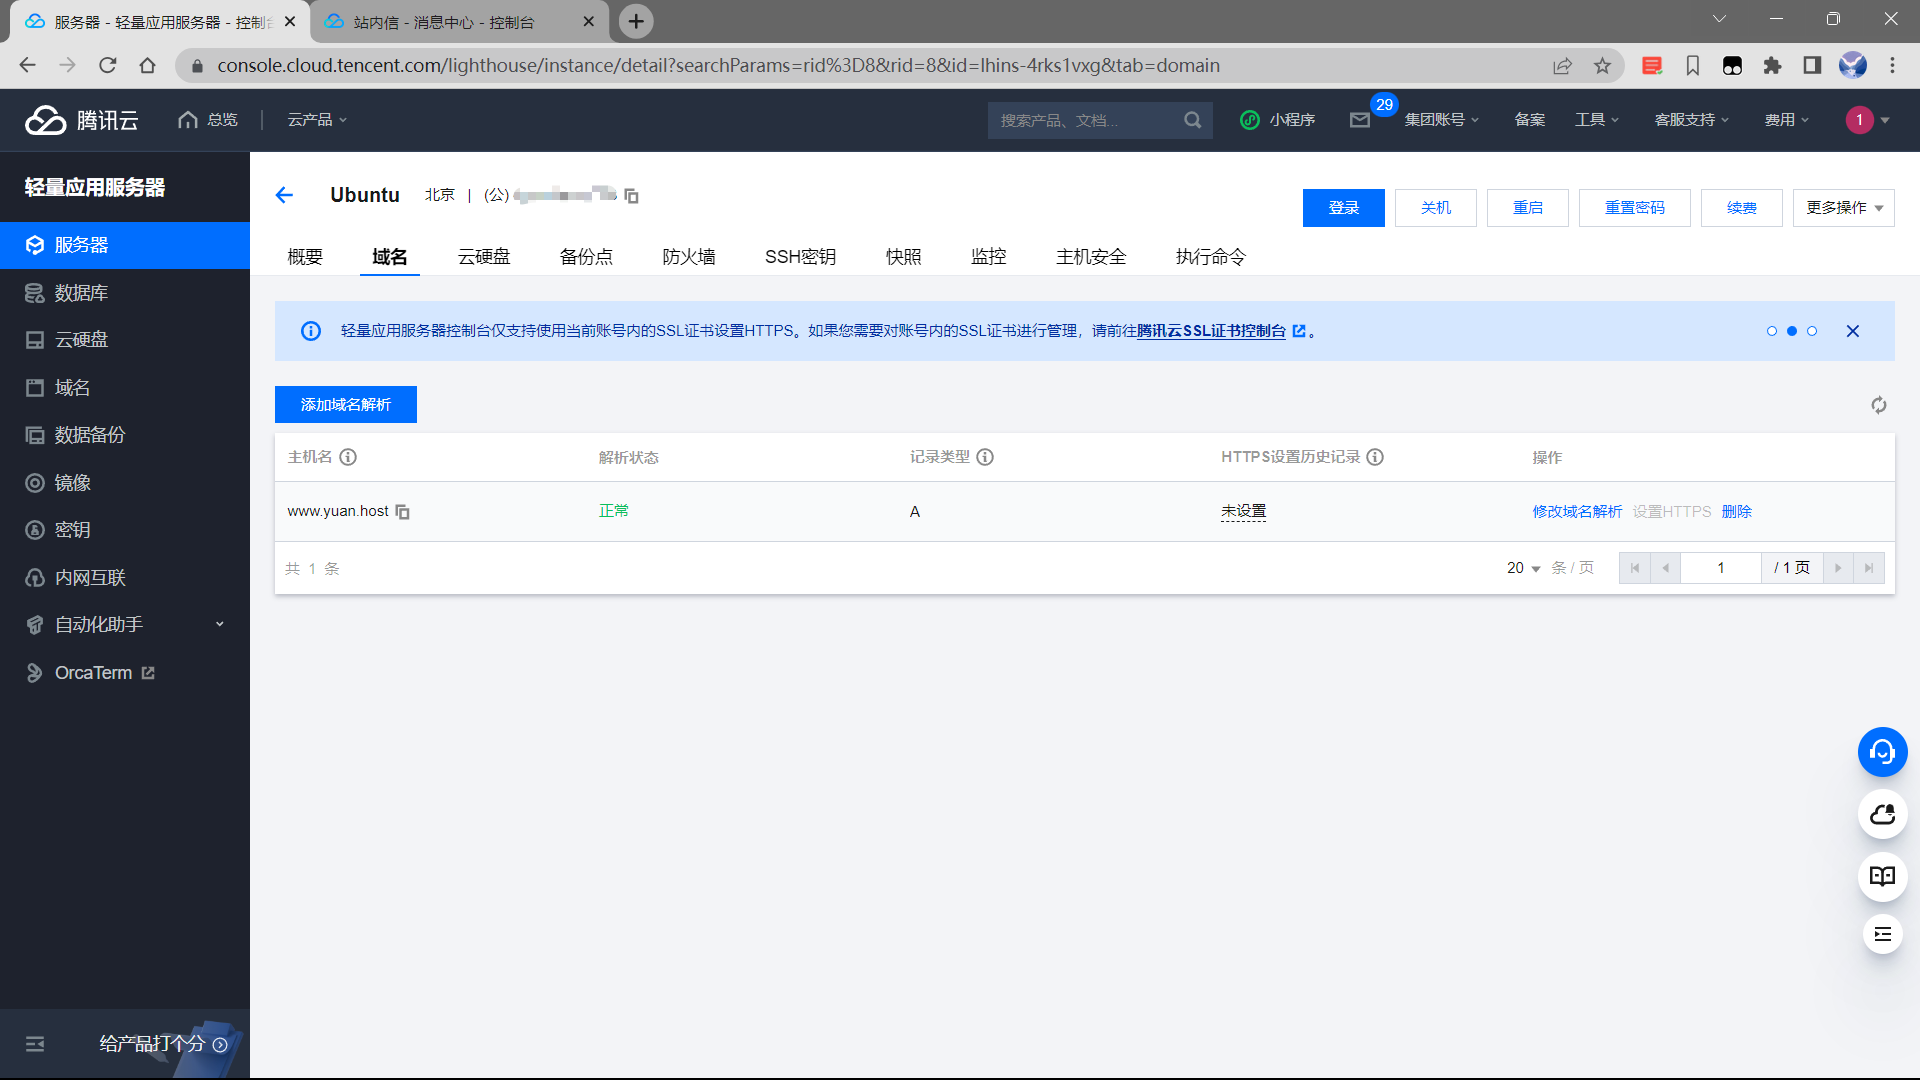 服务器 - 轻量应用服务器 - 控制台
站内信 - 消息中心 - 控制台
console.cloud.tencent.com/lighthouse/instance/detail?searchParams=rid%3D8&rid=8&id=lhins-4rks1vxg&tab=domain
腾讯云
总览
云产品
搜索产品、文档...
小程序
29
集团账号
备案
工具
客服支持
费用
1
轻量应用服务器
服务器
数据库
云硬盘
域名
数据备份
镜像
密钥
内网互联
自动化助手
OrcaTerm
给产品打个分
Ubuntu 北京 | (公)
登录 关机 重启 重置密码 续费 更多操作
概要 域名 云硬盘 备份点 防火墙 SSH密钥 快照 监控 主机安全 执行命令
轻量应用服务器控制台仅支持使用当前账号内的SSL证书设置HTTPS。如果您需要对账号内的SSL证书进行管理，请前往腾讯云SSL证书控制台 。
添加域名解析
主机名 解析状态 记录类型 HTTPS设置历史记录 操作
www.yuan.host 正常 A 未设置 修改域名解析 设置HTTPS 删除
共 1 条
20 条 / 页 1 / 1 页